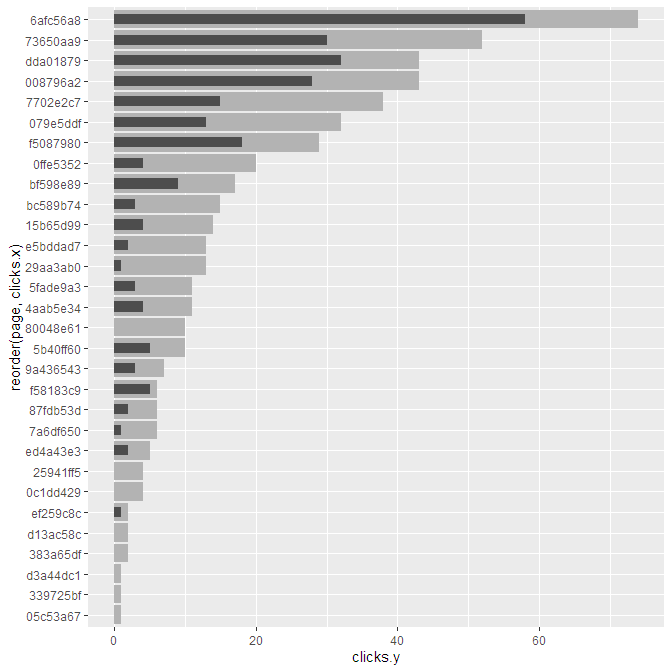 6afc56a8
73650aa9
dda01879
008796a2
7702e2c7
079e5ddf
f5087980
0ffe5352
bf598e89
bc589b74
15b65d99
e5bddad7
29aa3ab0
5fade9a3
4aab5e34
80048e61
5b40ff60
9a436543
f58183c9
87fdb53d
7a6df650
ed4a43e3
25941ff5
0c1dd429
ef259c8c
d13ac58c
383a65df
d3a44dc1
339725bf
05c53a67
reorder(page, clicks.x)
0 20 40 60
clicks.y